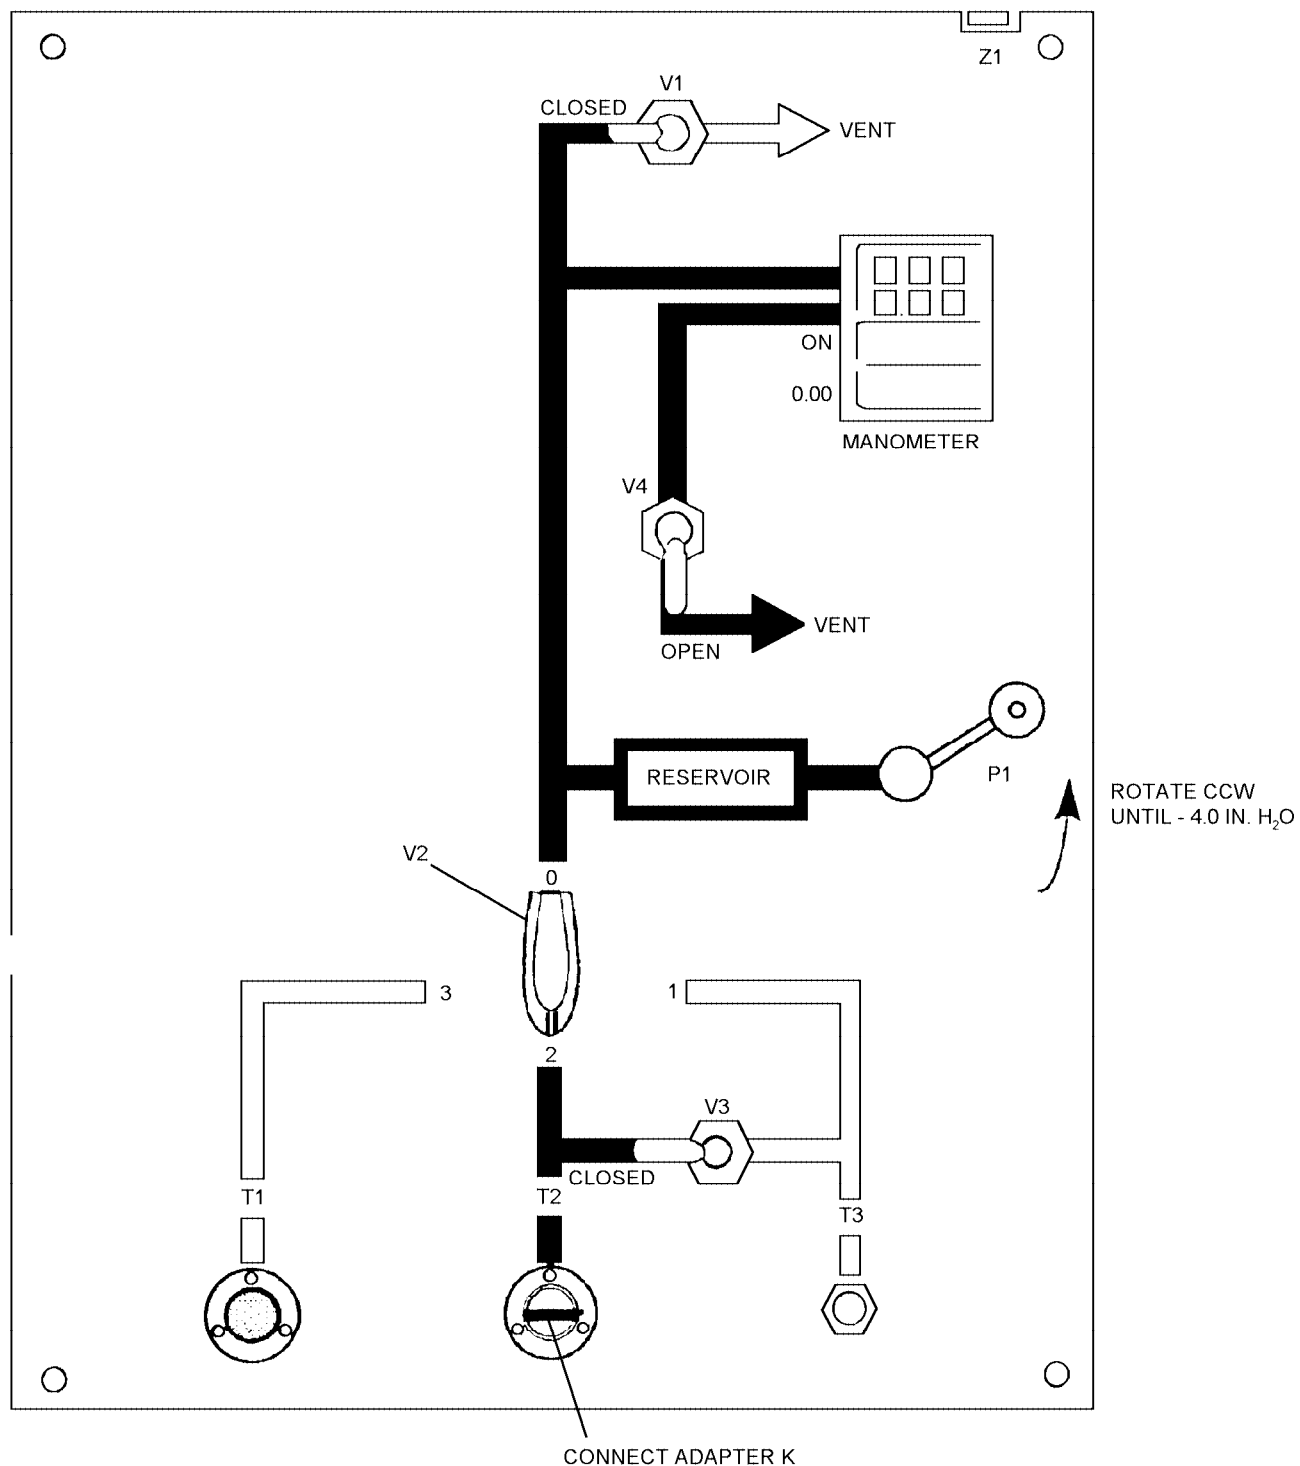 Z1
V1
CLOSED
VENT
ON
0.00
MANOMETER
V4
VENT
OPEN
RESERVOIR
P1
ROTATE CCW
UNTIL - 4.0 IN. H₂O
V2
0
3
1
2
V3
CLOSED
T1
T2
T3
CONNECT ADAPTER K